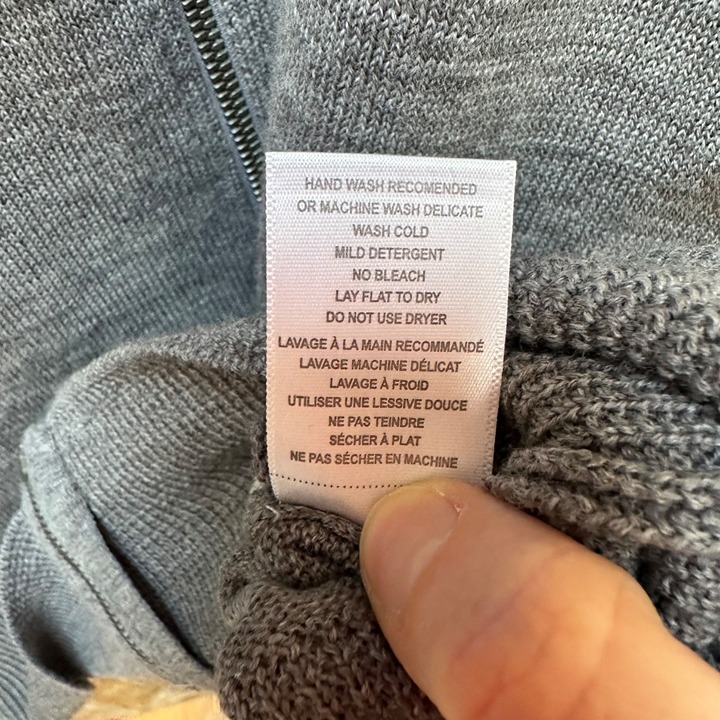 HAND WASH RECOMENDED
OR MACHINE WASH DELICATE
WASH COLD
MILD DETERGENT
NO BLEACH
LAY FLAT TO DRY
DO NOT USE DRYER
LAVAGE À LA MAIN RECOMMANDÉ
LAVAGE MACHINE DÉLICAT
LAVAGE À FROID
UTILISER UNE LESSIVE DOUCE
NE PAS TEINDRE
SÉCHER À PLAT
NE PAS SÉCHER EN MACHINE